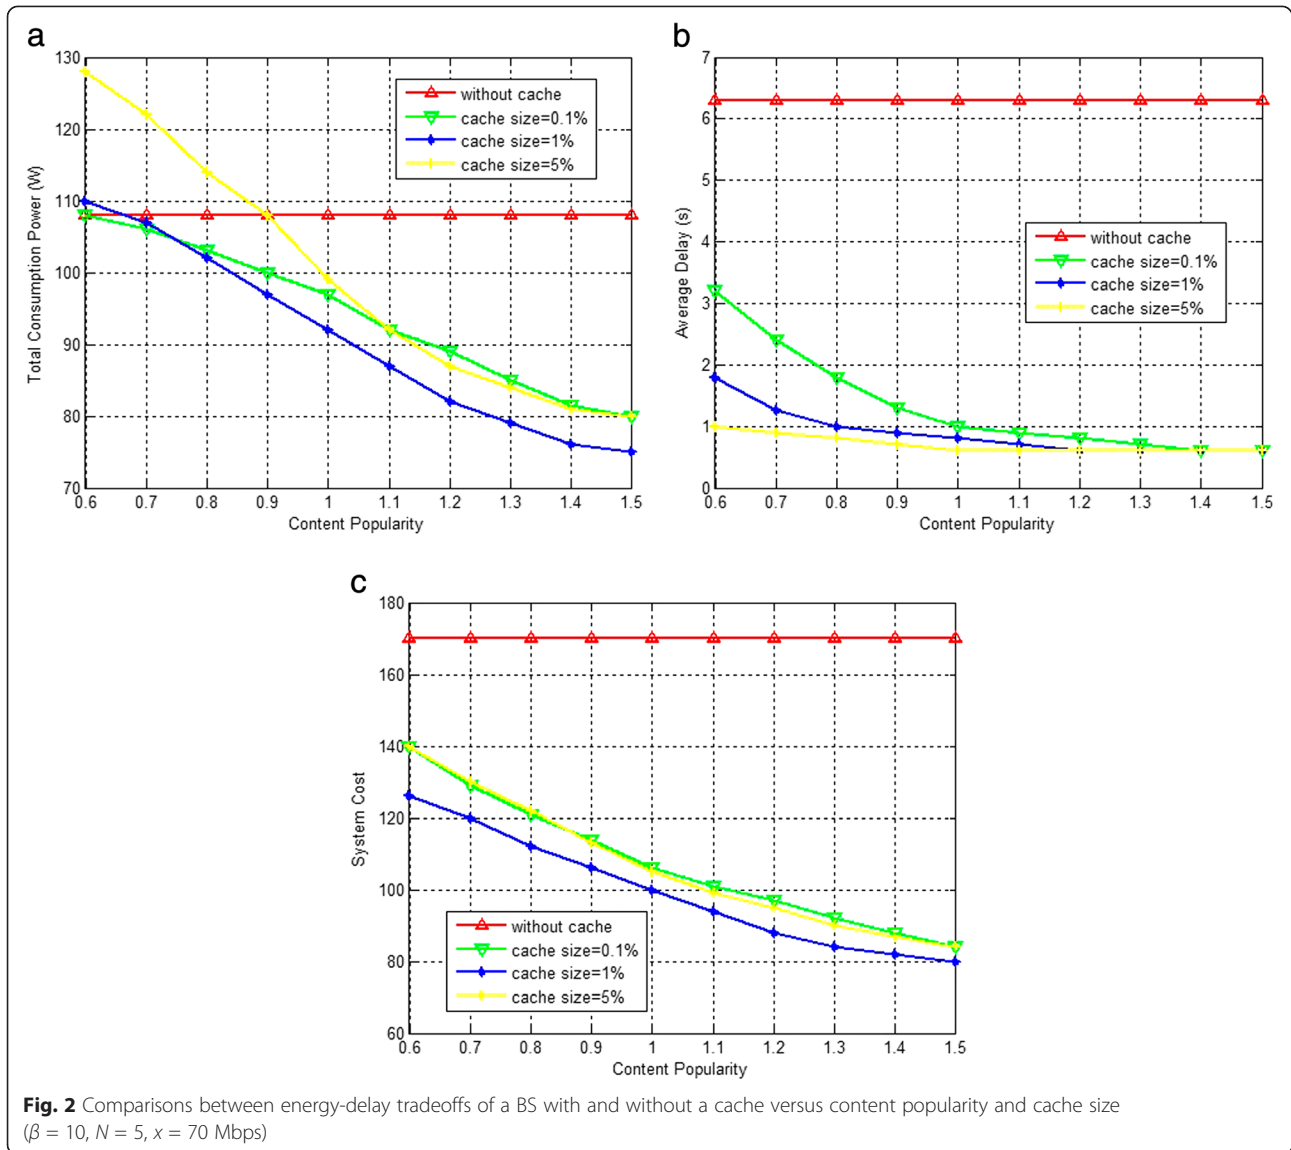 a
130
120
110
100
90
80
70
Total Consumption Power (W)
without cache
cache size=0.1%
cache size=1%
cache size=5%
0.6 0.7 0.8 0.9 1 1.1 1.2 1.3 1.4 1.5
Content Popularity
b
7
6
5
4
3
2
1
0
Average Delay (s)
without cache
cache size=0.1%
cache size=1%
cache size=5%
0.6 0.7 0.8 0.9 1 1.1 1.2 1.3 1.4 1.5
Content Popularity
c
180
160
140
120
100
80
60
System Cost
without cache
cache size=0.1%
cache size=1%
cache size=5%
0.6 0.7 0.8 0.9 1 1.1 1.2 1.3 1.4 1.5
Content Popularity
Fig. 2 Comparisons between energy-delay tradeoffs of a BS with and without a cache versus content popularity and cache size
(β = 10, N = 5, x = 70 Mbps)